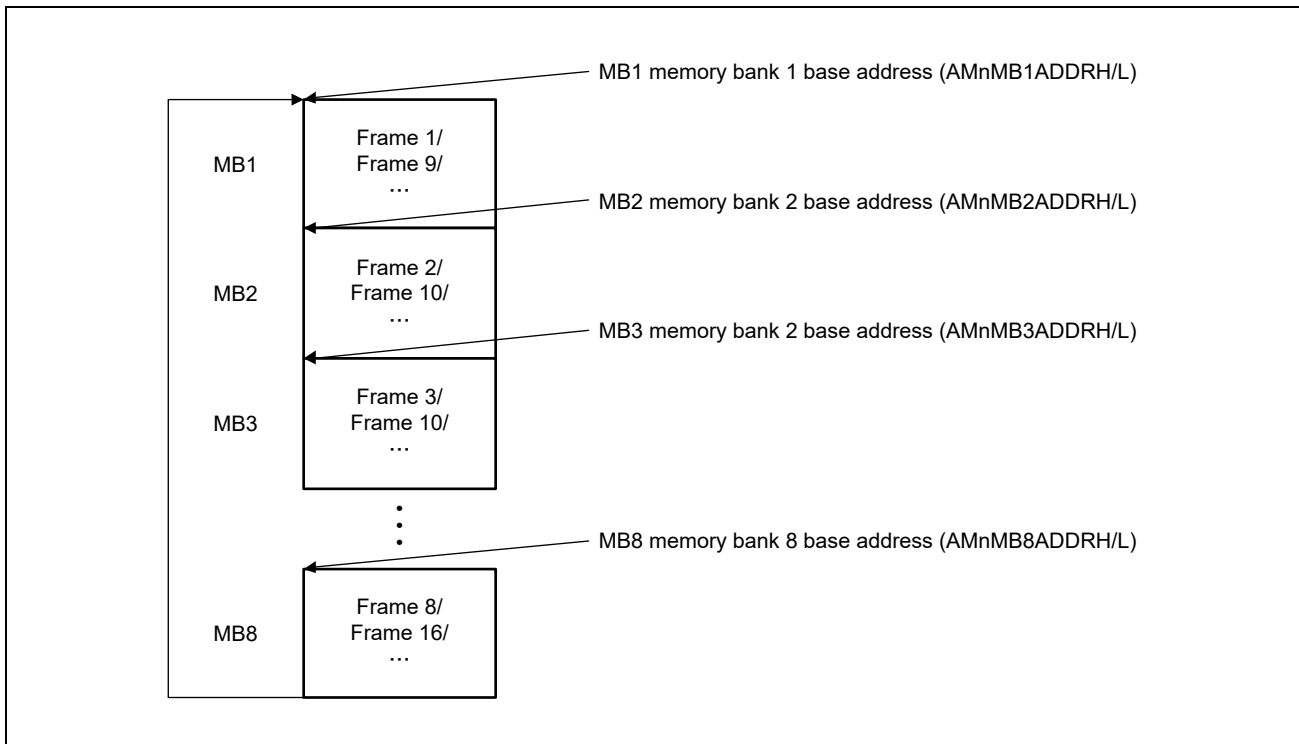 MB1 memory bank 1 base address (AMnMB1ADDRH/L)
MB1
Frame 1/
Frame 9/
...
MB2 memory bank 2 base address (AMnMB2ADDRH/L)
MB2
Frame 2/
Frame 10/
...
MB3 memory bank 2 base address (AMnMB3ADDRH/L)
MB3
Frame 3/
Frame 10/
...
MB8 memory bank 8 base address (AMnMB8ADDRH/L)
MB8
Frame 8/
Frame 16/
...